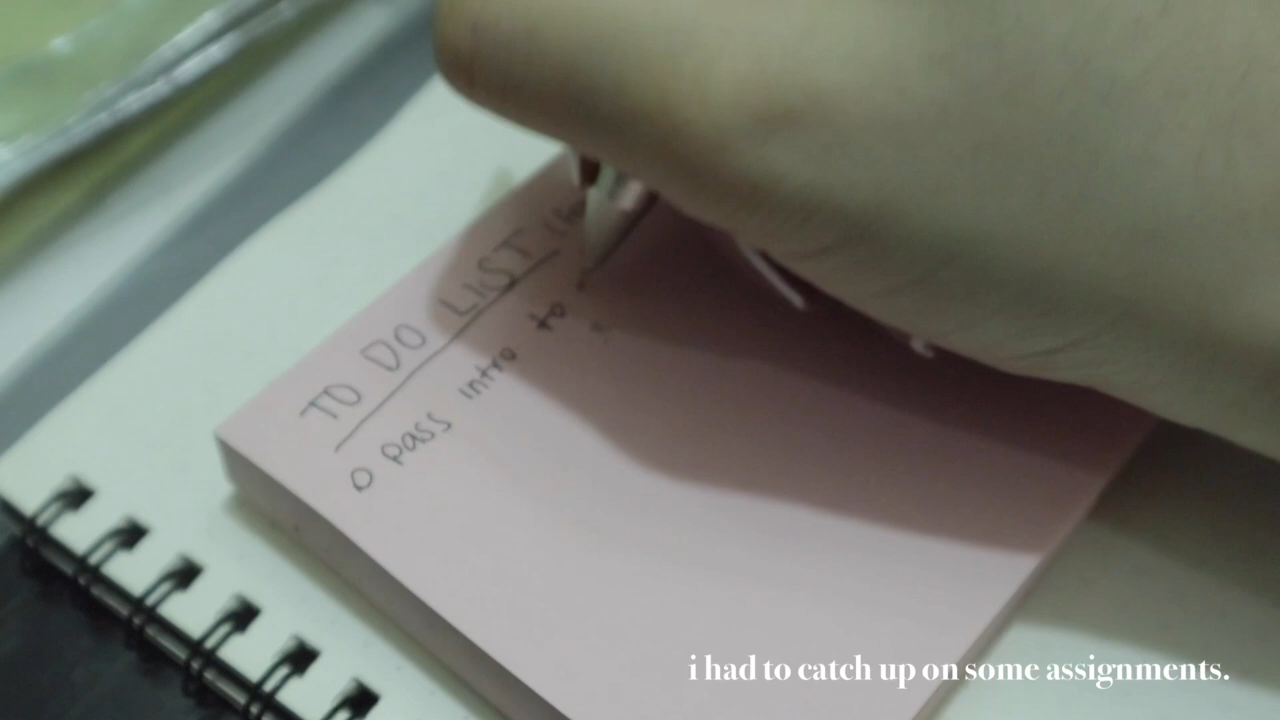 TO DO LIST
o pass intro to
i had to catch up on some assignments.